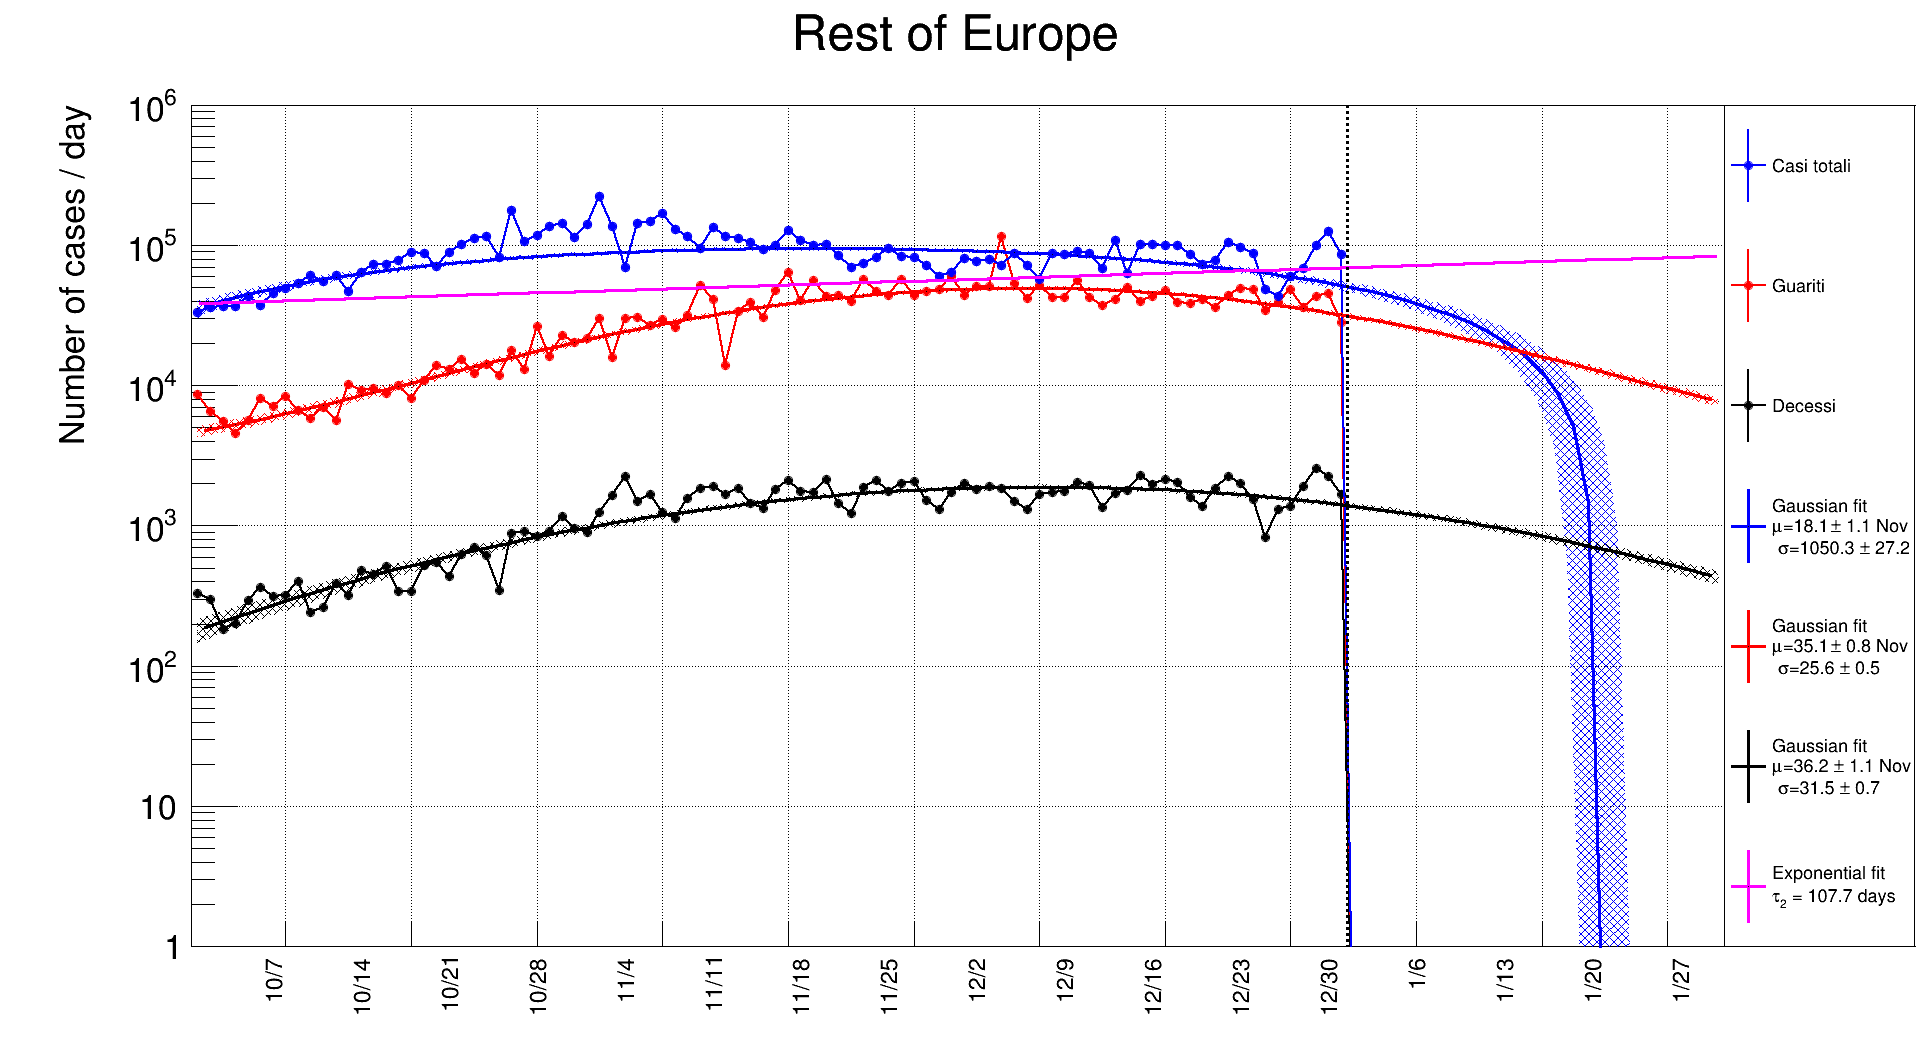 Rest of Europe
Number of cases / day
10^6
10^5
10^4
10^3
10^2
10
1
10/7
10/14
10/21
10/28
11/4
11/11
11/18
11/25
12/2
12/9
12/16
12/23
12/30
1/6
1/13
1/20
1/27
Casi totali
Guariti
Decessi
Gaussian fit
μ=18.1 ± 1.1 Nov
σ=1050.3 ± 27.2
Gaussian fit
μ=35.1 ± 0.8 Nov
σ=25.6 ± 0.5
Gaussian fit
μ=36.2 ± 1.1 Nov
σ=31.5 ± 0.7
Exponential fit
τ₂ = 107.7 days